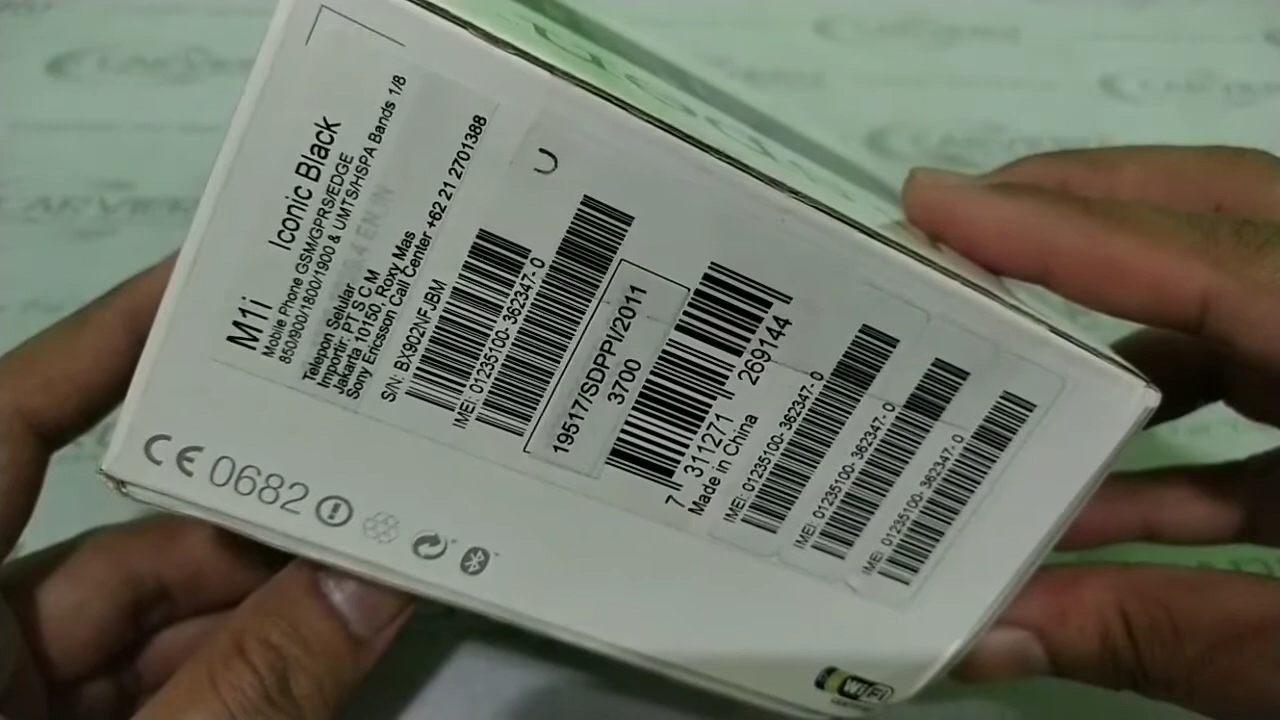 M1i Iconic Black
Mobile Phone GSM/GPRS/EDGE
850/900/1800/1900 & UMTS/HSPA Bands 1/8
Telepon Selular
Importir: PT. S C M
Jakarta 10150, Roxy Mas
Sony Ericsson Call Center +62 21 2701388
S/N: BX902NFJBM
IMEI: 01235100-362347-0
19517/SDPPI/2011
3700
7 311271 269144
Made in China
IMEI: 01235100-362347-0
IMEI: 01235100-362347-0
IMEI: 01235100-362347-0
CE 0682
WiFi